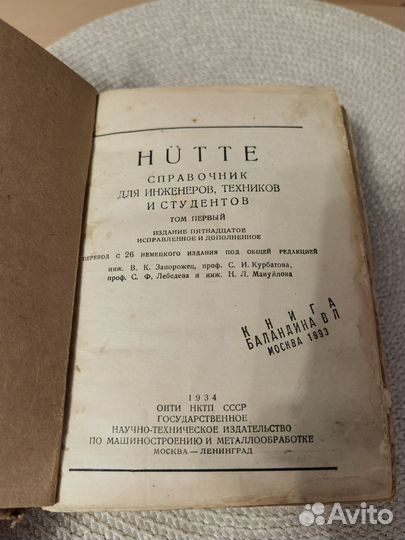 HÜTTE
СПРАВОЧНИК
ДЛЯ ИНЖЕНЕРОВ, ТЕХНИКОВ
И СТУДЕНТОВ
ТОМ ПЕРВЫЙ
ИЗДАНИЕ ПЯТНАДЦАТОЕ
ИСПРАВЛЕННОЕ И ДОПОЛНЕННОЕ
ПЕРЕВОД С 26 НЕМЕЦКОГО ИЗДАНИЯ ПОД ОБЩЕЙ РЕДАКЦИЕЙ
инж. В. К. Запорожец, проф. С. И. Курбатова,
проф. С. Ф. Лебедева и инж. Н. Л. Мануйлова
КНИГА
БАЛАНДИНА В П
МОСКВА 1993
1934
ОНТИ НКТП СССР
ГОСУДАРСТВЕННОЕ
НАУЧНО-ТЕХНИЧЕСКОЕ ИЗДАТЕЛЬСТВО
ПО МАШИНОСТРОЕНИЮ И МЕТАЛЛООБРАБОТКЕ
МОСКВА — ЛЕНИНГРАД
Avito